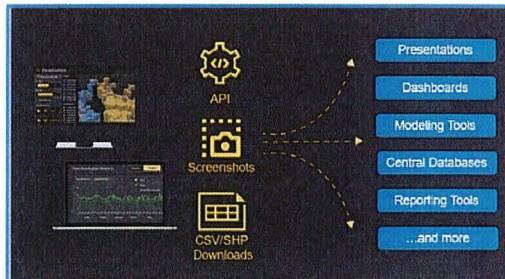 API
Screenshots
CSV/SHP
Downloads
Presentations
Dashboards
Modeling Tools
Central Databases
Reporting Tools
...and more